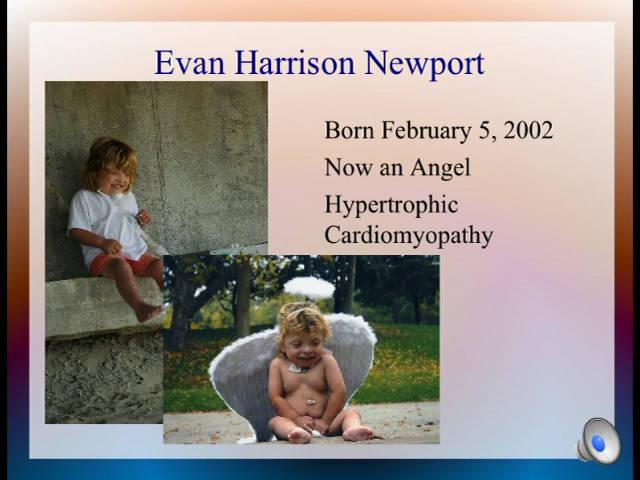 Evan Harrison Newport
Born February 5, 2002
Now an Angel
Hypertrophic
Cardiomyopathy